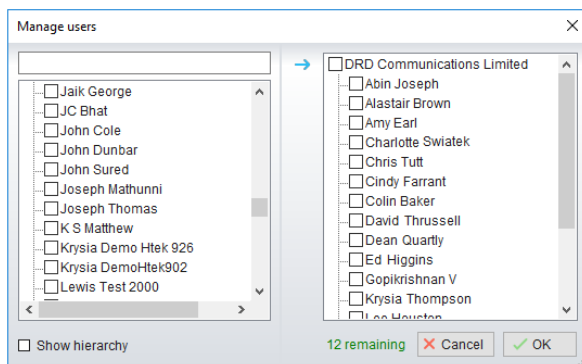 Manage users
Jaik George
JC Bhat
John Cole
John Dunbar
John Sured
Joseph Mathunni
Joseph Thomas
K S Matthew
Krysia Demo Htek 926
Krysia DemoHtek902
Lewis Test 2000
Show hierarchy
DRD Communications Limited
Abin Joseph
Alastair Brown
Amy Earl
Charlotte Swiatek
Chris Tutt
Cindy Farrant
Colin Baker
David Thrussell
Dean Quartly
Ed Higgins
Gopikrishnan V
Krysia Thompson
Lee Houston
12 remaining
Cancel
OK